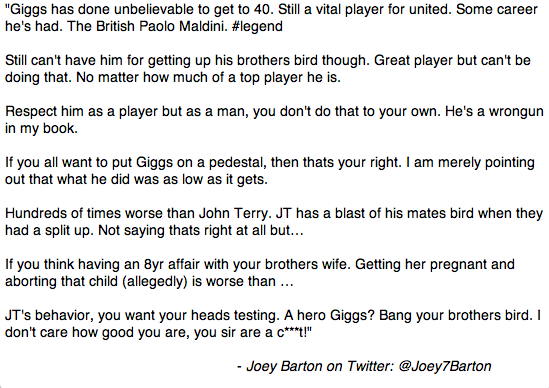 "Giggs has done unbelievable to get to 40. Still a vital player for united. Some career
he's had. The British Paolo Maldini. #legend
Still can't have him for getting up his brothers bird though. Great player but can't be
doing that. No matter how much of a top player he is.
Respect him as a player but as a man, you don't do that to your own. He's a wrongun
in my book.
If you all want to put Giggs on a pedestal, then thats your right. I am merely pointing
out that what he did was as low as it gets.
Hundreds of times worse than John Terry. JT has a blast of his mates bird when they
had a split up. Not saying thats right at all but…
If you think having an 8yr affair with your brothers wife. Getting her pregnant and
aborting that child (allegedly) is worse than …
JT's behavior, you want your heads testing. A hero Giggs? Bang your brothers bird. I
don't care how good you are, you sir are a c***t!"
- Joey Barton on Twitter: @Joey7Barton